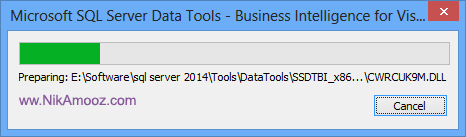 Microsoft SQL Server Data Tools - Business Intelligence for Vis...
Preparing: E:\Software\sql server 2014\Tools\DataTools\SSDTBI_x86...\CWRCUK9M.DLL
ww.NikAmooz.com
Cancel